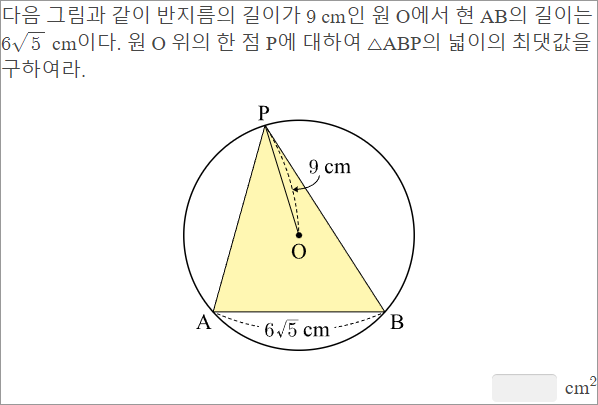 다음 그림과 같이 반지름의 길이가 9 cm인 원 O에서 현 AB의 길이는
6√5 cm이다. 원 O 위의 한 점 P에 대하여 △ABP의 넓이의 최댓값을
구하여라.
P
9 cm
O
A
6√5 cm
B
cm²